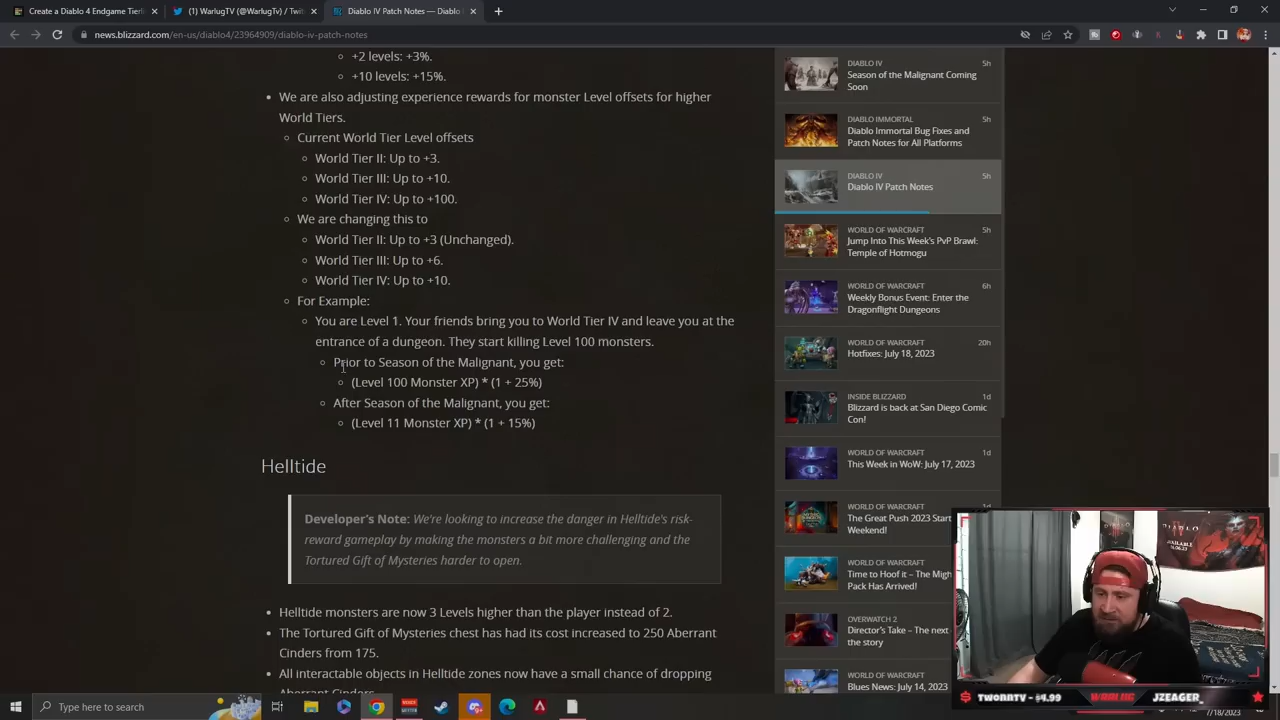 Create a Diablo 4 Endgame Tierli
WarlugTV (@WarlugTv) / Twitt
Diablo IV Patch Notes — Diablo I
news.blizzard.com/en-us/diablo4/23964909/diablo-iv-patch-notes
+2 levels: +3%.
+10 levels: +15%.
We are also adjusting experience rewards for monster Level offsets for higher
World Tiers.
Current World Tier Level offsets
World Tier II: Up to +3.
World Tier III: Up to +10.
World Tier IV: Up to +100.
We are changing this to
World Tier II: Up to +3 (Unchanged).
World Tier III: Up to +6.
World Tier IV: Up to +10.
For Example:
You are Level 1. Your friends bring you to World Tier IV and leave you at the
entrance of a dungeon. They start killing Level 100 monsters.
Prior to Season of the Malignant, you get:
(Level 100 Monster XP) * (1 + 25%)
After Season of the Malignant, you get:
(Level 11 Monster XP) * (1 + 15%)
Helltide
Developer's Note: We're looking to increase the danger in Helltide's risk-
reward gameplay by making the monsters a bit more challenging and the
Tortured Gift of Mysteries harder to open.
Helltide monsters are now 3 Levels higher than the player instead of 2.
The Tortured Gift of Mysteries chest has had its cost increased to 250 Aberrant
Cinders from 175.
All interactable objects in Helltide zones now have a small chance of dropping
Aberrant Cinders
DIABLO IV 5h
Season of the Malignant Coming
Soon
DIABLO IMMORTAL 5h
Diablo Immortal Bug Fixes and
Patch Notes for All Platforms
DIABLO IV 5h
Diablo IV Patch Notes
WORLD OF WARCRAFT 5h
Jump Into This Week's PvP Brawl:
Temple of Hotmogu
WORLD OF WARCRAFT 6h
Weekly Bonus Event: Enter the
Dragonflight Dungeons
WORLD OF WARCRAFT 20h
Hotfixes: July 18, 2023
INSIDE BLIZZARD 1d
Blizzard is back at San Diego Comic
Con!
WORLD OF WARCRAFT 1d
This Week in WoW: July 17, 2023
WORLD OF WARCRAFT 1d
The Great Push 2023 Start
Weekend!
WORLD OF WARCRAFT
Time to Hoof it – The Migh
Pack Has Arrived!
OVERWATCH 2
Director's Take – The next
the story
WORLD OF WARCRAFT
Blues News: July 14, 2023
DIABLO
AVAILABLE
TWONNTV - $4.99
WARLUG
JZEAGER_
Type here to search
7/18/2023